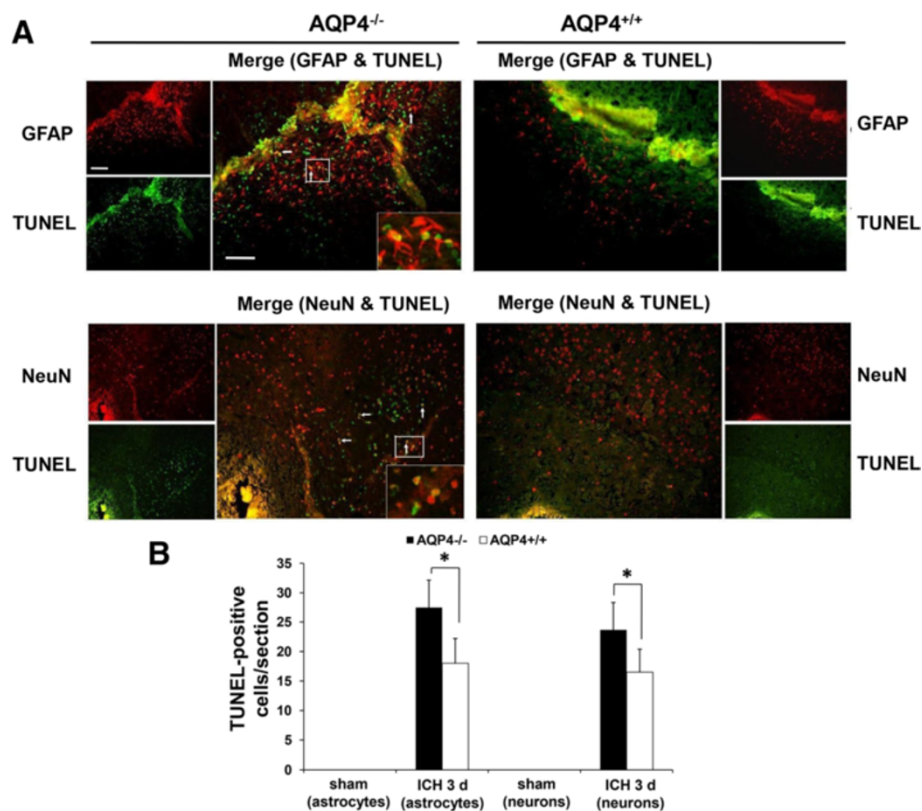 A
AQP4-/-
AQP4+/+
Merge (GFAP & TUNEL)
Merge (GFAP & TUNEL)
GFAP
GFAP
TUNEL
TUNEL
Merge (NeuN & TUNEL)
Merge (NeuN & TUNEL)
NeuN
NeuN
TUNEL
TUNEL
B
AQP4-/- AQP4+/+
TUNEL-positive
cells/section
35
30
25
20
15
10
5
0
*
*
sham
(astrocytes)
ICH 3 d
(astrocytes)
sham
(neurons)
ICH 3 d
(neurons)